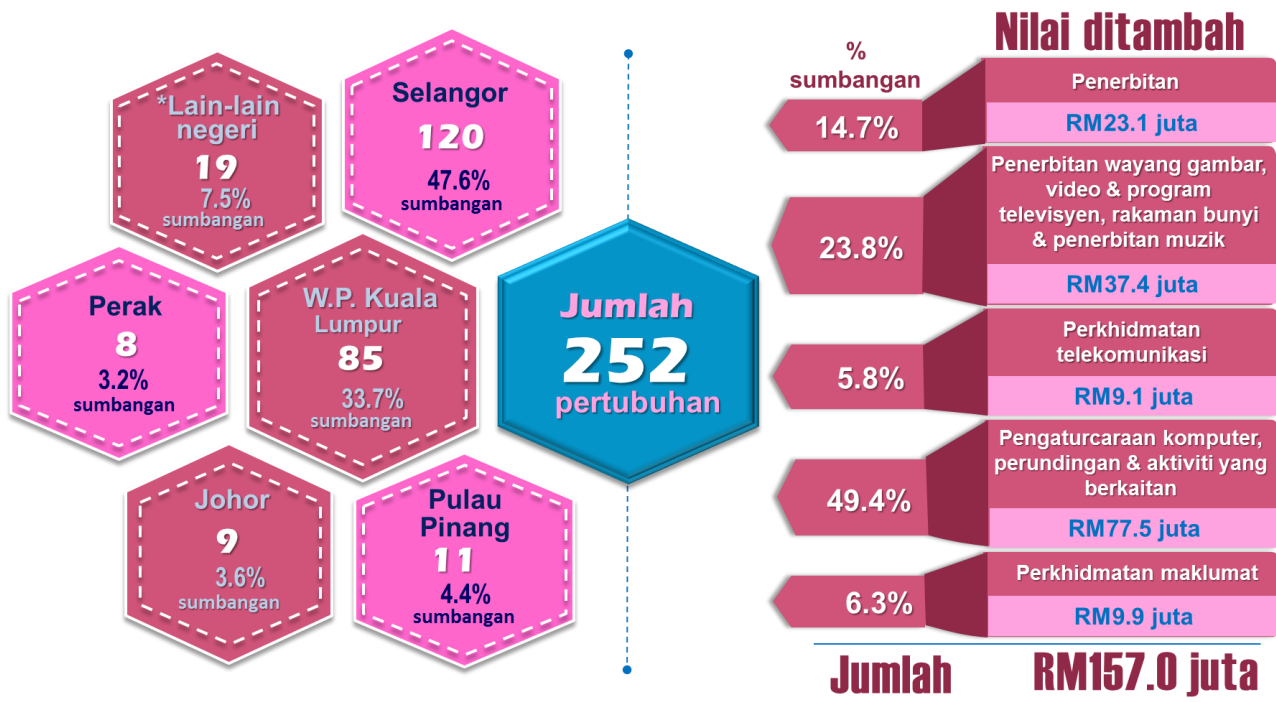 *Lain-lain
negeri
19
7.5%
sumbangan
Selangor
120
47.6%
sumbangan
Perak
8
3.2%
sumbangan
W.P. Kuala
Lumpur
85
33.7%
sumbangan
Johor
9
3.6%
sumbangan
Pulau
Pinang
11
4.4%
sumbangan
Jumlah
252
pertubuhan
%
sumbangan
Nilai ditambah
14.7%
Penerbitan
RM23.1 juta
23.8%
Penerbitan wayang gambar,
video & program
televisyen, rakaman bunyi
& penerbitan muzik
RM37.4 juta
5.8%
Perkhidmatan
telekomunikasi
RM9.1 juta
49.4%
Pengaturcaraan komputer,
perundingan & aktiviti yang
berkaitan
RM77.5 juta
6.3%
Perkhidmatan maklumat
RM9.9 juta
Jumlah
RM157.0 juta